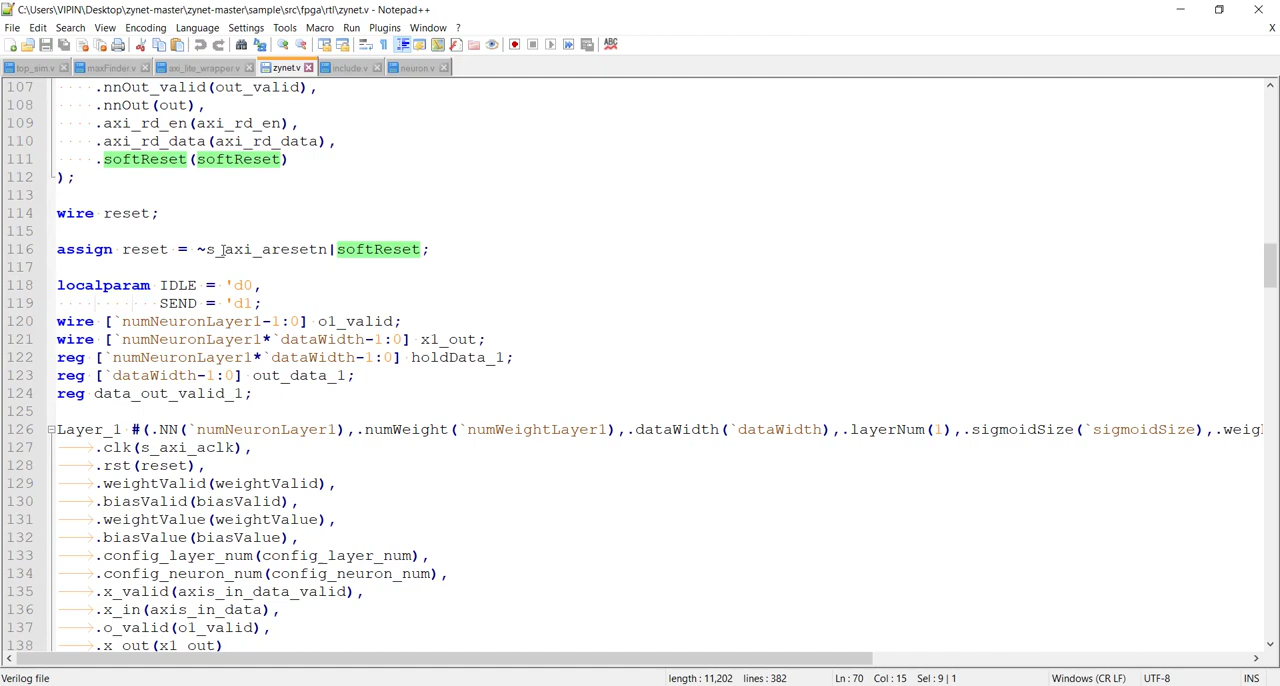 C:\Users\VIPIN\Desktop\zynet-master\zynet-master\sample\src\fpga\rtl\zynet.v - Notepad++
File Edit Search View Encoding Language Settings Tools Macro Run Plugins Window ? X
top_sim.v maxFinder.v axi_lite_wrapper.v zynet.v include.v neuron.v
107 .nnOut_valid(out_valid),
108 .nnOut(out),
109 .axi_rd_en(axi_rd_en),
110 .axi_rd_data(axi_rd_data),
111 .softReset(softReset)
112 );
113
114 wire reset;
115
116 assign reset = ~s_axi_aresetn|softReset;
117
118 localparam IDLE = 'd0,
119 SEND = 'd1;
120 wire [`numNeuronLayer1-1:0] o1_valid;
121 wire [`numNeuronLayer1*`dataWidth-1:0] x1_out;
122 reg [`numNeuronLayer1*`dataWidth-1:0] holdData_1;
123 reg [`dataWidth-1:0] out_data_1;
124 reg data_out_valid_1;
125
126 Layer_1 #(.NN(`numNeuronLayer1),.numWeight(`numWeightLayer1),.dataWidth(`dataWidth),.layerNum(1),.sigmoidSize(`sigmoidSize),.weig
127 .clk(s_axi_aclk),
128 .rst(reset),
129 .weightValid(weightValid),
130 .biasValid(biasValid),
131 .weightValue(weightValue),
132 .biasValue(biasValue),
133 .config_layer_num(config_layer_num),
134 .config_neuron_num(config_neuron_num),
135 .x_valid(axis_in_data_valid),
136 .x_in(axis_in_data),
137 .o_valid(o1_valid),
138 .x_out(x1_out)
Verilog file length : 11,202 lines : 382 Ln : 70 Col : 15 Sel : 9 | 1 Windows (CR LF) UTF-8 INS